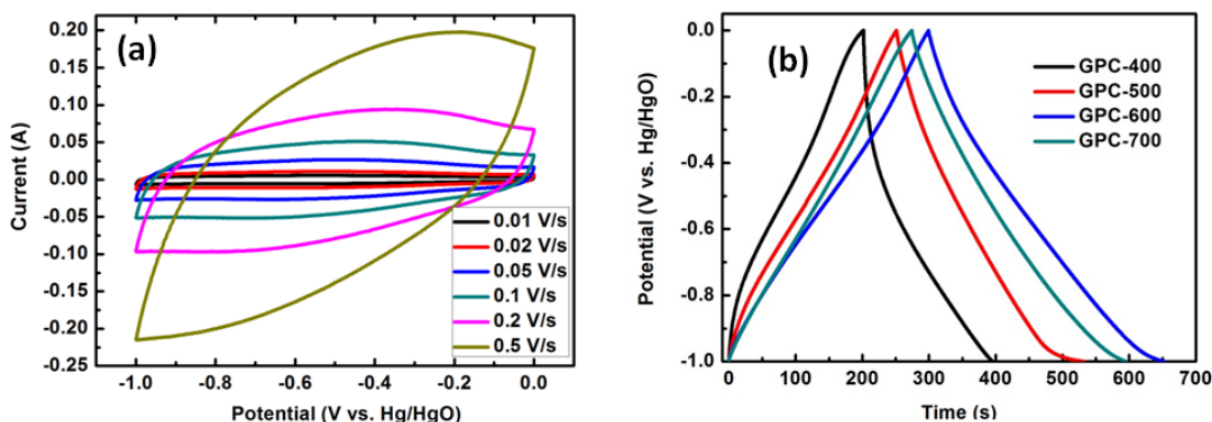 (a)
Current (A)
0.20
0.15
0.10
0.05
0.00
-0.05
-0.10
-0.15
-0.20
0.25
0.01 V/s
0.02 V/s
0.05 V/s
0.1 V/s
0.2 V/s
0.5 V/s
-1.0 -0.8 -0.6 -0.4 -0.2 0.0
Potential (V vs. Hg/HgO)
(b)
Potential (V vs. Hg/HgO)
0.0
-0.2
-0.4
-0.6
-0.8
-1.0
GPC-400
GPC-500
GPC-600
GPC-700
0 100 200 300 400 500 600 700
Time (s)